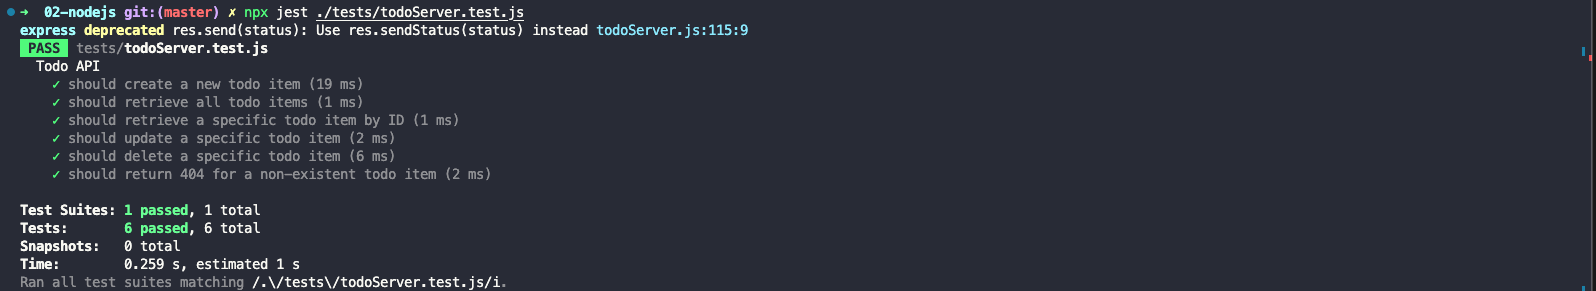 ➜ 02-nodejs git:(master) ✗ npx jest ./tests/todoServer.test.js
express deprecated res.send(status): Use res.sendStatus(status) instead todoServer.js:115:9
PASS tests/todoServer.test.js
Todo API
✓ should create a new todo item (19 ms)
✓ should retrieve all todo items (1 ms)
✓ should retrieve a specific todo item by ID (1 ms)
✓ should update a specific todo item (2 ms)
✓ should delete a specific todo item (6 ms)
✓ should return 404 for a non-existent todo item (2 ms)
Test Suites: 1 passed, 1 total
Tests: 6 passed, 6 total
Snapshots: 0 total
Time: 0.259 s, estimated 1 s
Ran all test suites matching /.\/tests\/todoServer.test.js/i.